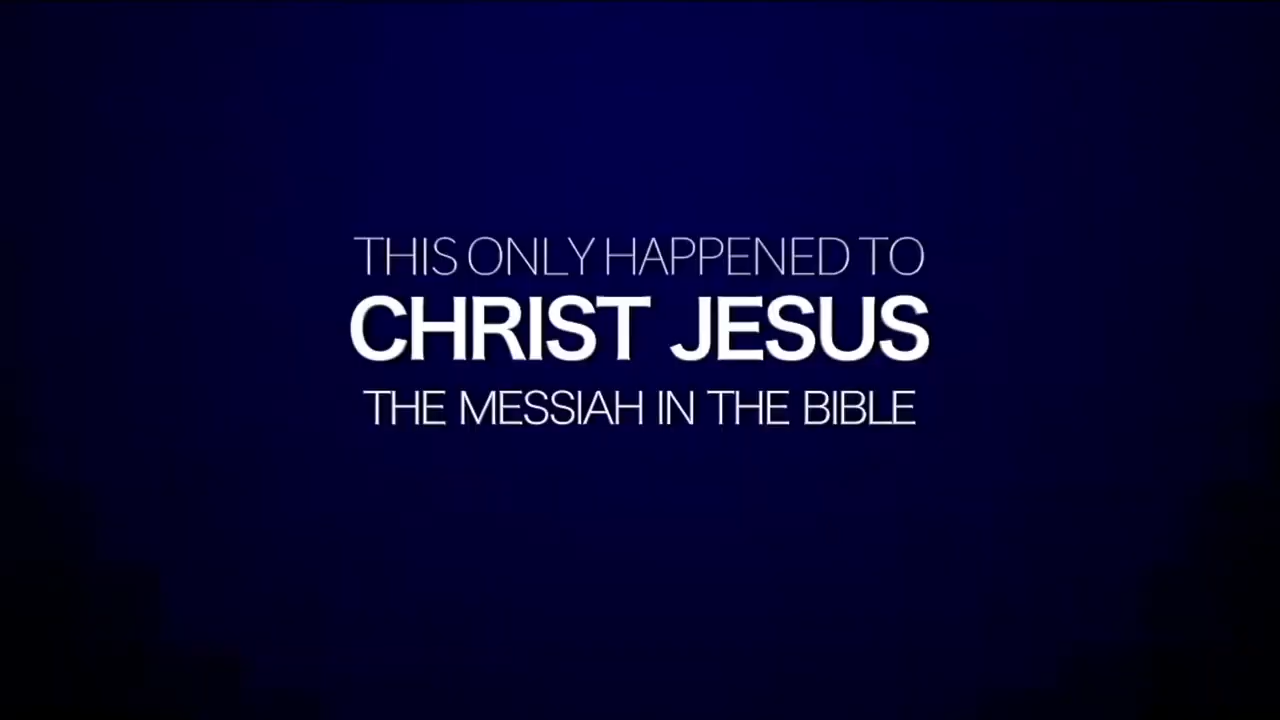 THIS ONLY HAPPENED TO
CHRIST JESUS
THE MESSIAH IN THE BIBLE